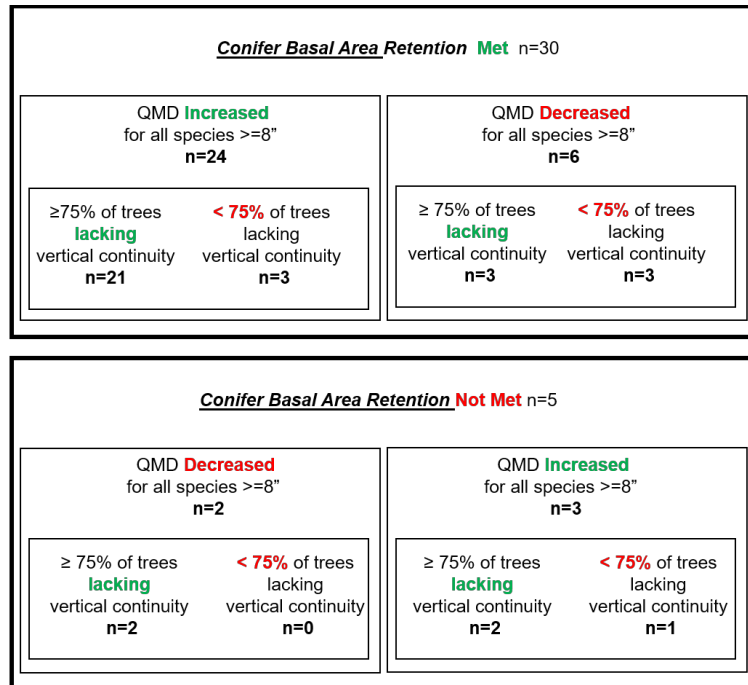 Conifer Basal Area Retention Met n=30
QMD Increased
for all species >=8”
n=24
≥75% of trees
lacking
vertical continuity
n=21
< 75% of trees
lacking
vertical continuity
n=3
QMD Decreased
for all species >=8”
n=6
≥ 75% of trees
lacking
vertical continuity
n=3
< 75% of trees
lacking
vertical continuity
n=3
Conifer Basal Area Retention Not Met n=5
QMD Decreased
for all species >=8”
n=2
≥ 75% of trees
lacking
vertical continuity
n=2
< 75% of trees
lacking
vertical continuity
n=0
QMD Increased
for all species >=8”
n=3
≥ 75% of trees
lacking
vertical continuity
n=2
< 75% of trees
lacking
vertical continuity
n=1